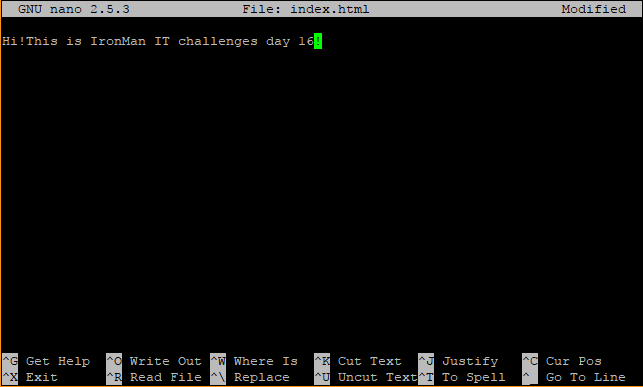 GNU nano 2.5.3 File: index.html Modified
Hi!This is IronMan IT challenges day 16!
^G Get Help ^O Write Out ^W Where Is ^K Cut Text ^J Justify ^C Cur Pos
^X Exit ^R Read File ^\ Replace ^U Uncut Text ^T To Spell ^_ Go To Line